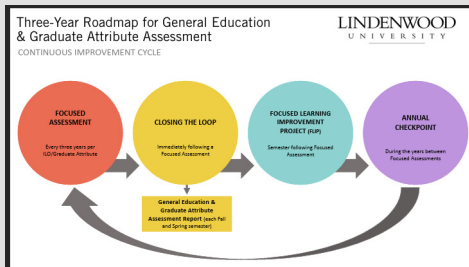 Three-Year Roadmap for General Education
& Graduate Attribute Assessment
CONTINUOUS IMPROVEMENT CYCLE
LINDENWOOD
UNIVERSITY
FOCUSED
ASSESSMENT
Every three years per
ILO/Graduate Attribute
CLOSING THE LOOP
Immediately following a
Focused Assessment
FOCUSED LEARNING
IMPROVEMENT
PROJECT (FLIP)
Semester following Focused
Assessment
ANNUAL
CHECKPOINT
During the years between
Focused Assessments
General Education &
Graduate Attribute
Assessment Report (each Fall
and Spring semester)